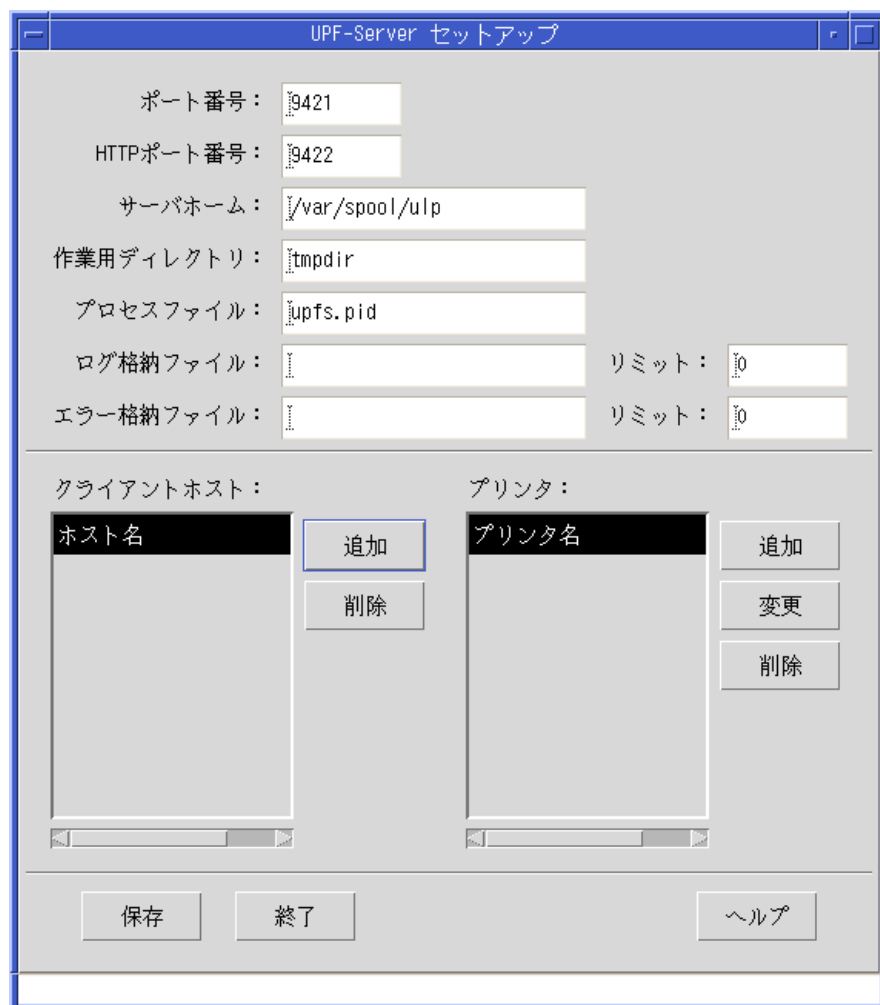 UPF-Server セットアップ
ポート番号： 9421
HTTPポート番号： 9422
サーバホーム： /var/spool/ulp
作業用ディレクトリ： tmpdir
プロセスファイル： upfs.pid
ログ格納ファイル： リミット： 0
エラー格納ファイル： リミット： 0
クライアントホスト： プリンタ：
ホスト名 追加 プリンタ名 追加
削除 変更
削除
保存 終了 ヘルプ